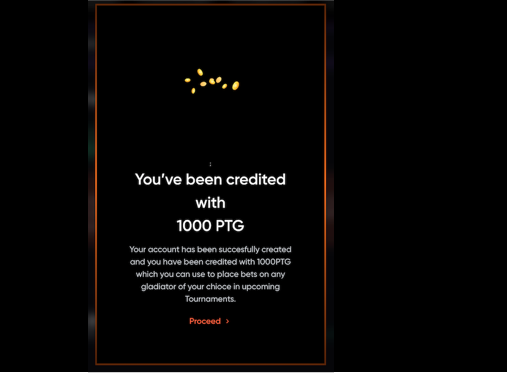 You've been credited
with
1000 PTG
Your account has been succesfully created
and you have been credited with 1000PTG
which you can use to place bets on any
gladiator of your chioce in upcoming
Tournaments.
Proceed >